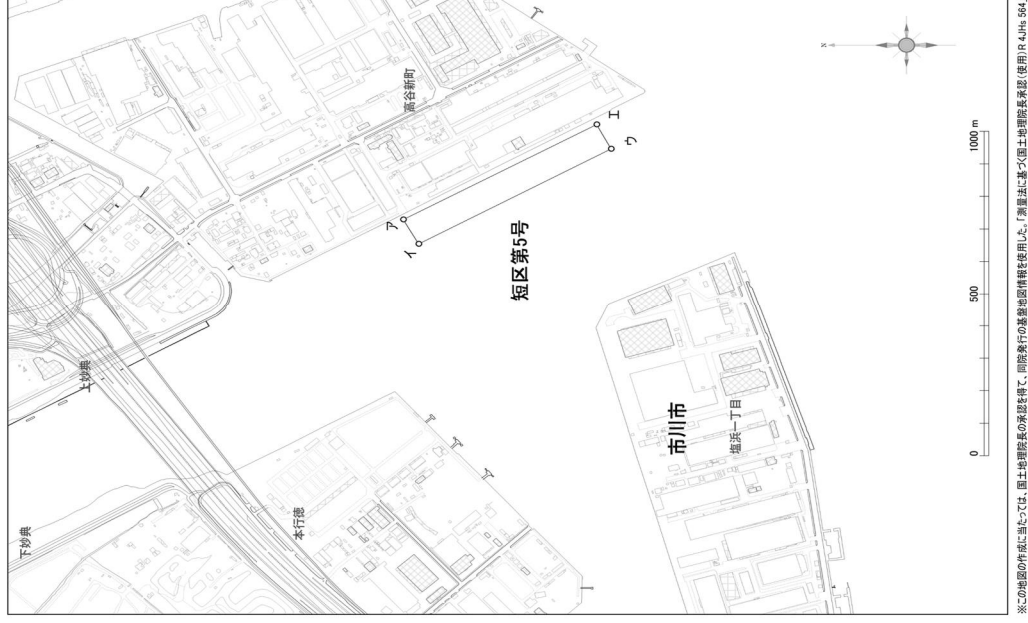 高谷新町
上妙典
下妙典
本行徳
ア
イ
ウ
エ
短区第5号
市川市
塩浜一丁目
N
0
500
1000 m
※この地図の作成に当たっては、国土地理院長の承認を得て、同院発行の基盤地図情報を使用した。「測量法に基づく国土地理院長承認（使用）R 4JHs 564」